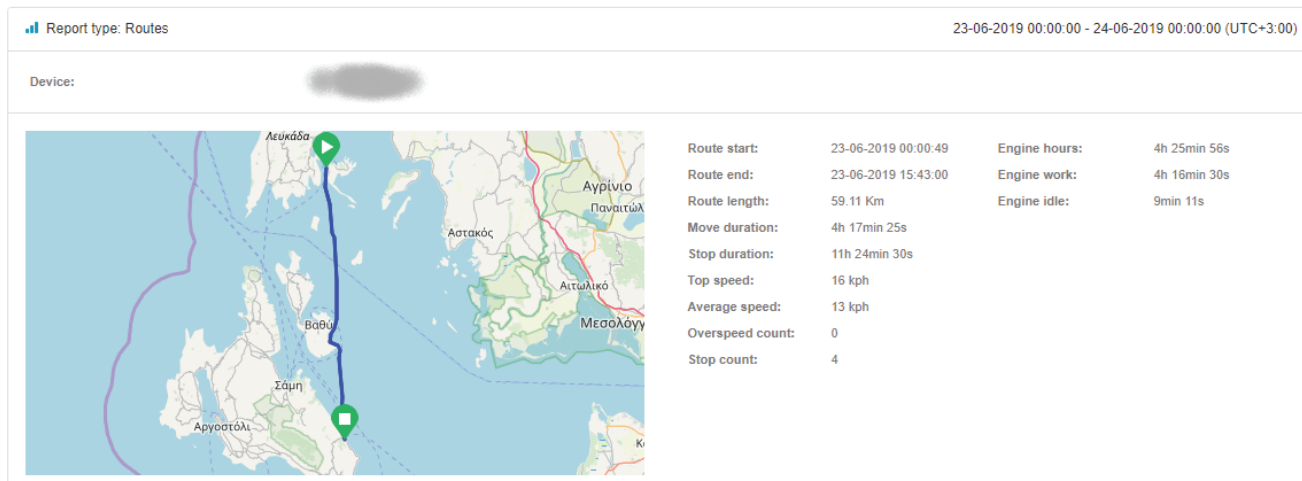 Report type: Routes
23-06-2019 00:00:00 - 24-06-2019 00:00:00 (UTC+3:00)
Device:
Λευκάδα
Αγρίνιο
Παναιτώλ
Αστακός
Αιτωλικό
Μεσολόγγ
Βαθύ
Σάμη
Αργοστόλι
Κ
Route start: 23-06-2019 00:00:49 Engine hours: 4h 25min 56s
Route end: 23-06-2019 15:43:00 Engine work: 4h 16min 30s
Route length: 59.11 Km Engine idle: 9min 11s
Move duration: 4h 17min 25s
Stop duration: 11h 24min 30s
Top speed: 16 kph
Average speed: 13 kph
Overspeed count: 0
Stop count: 4